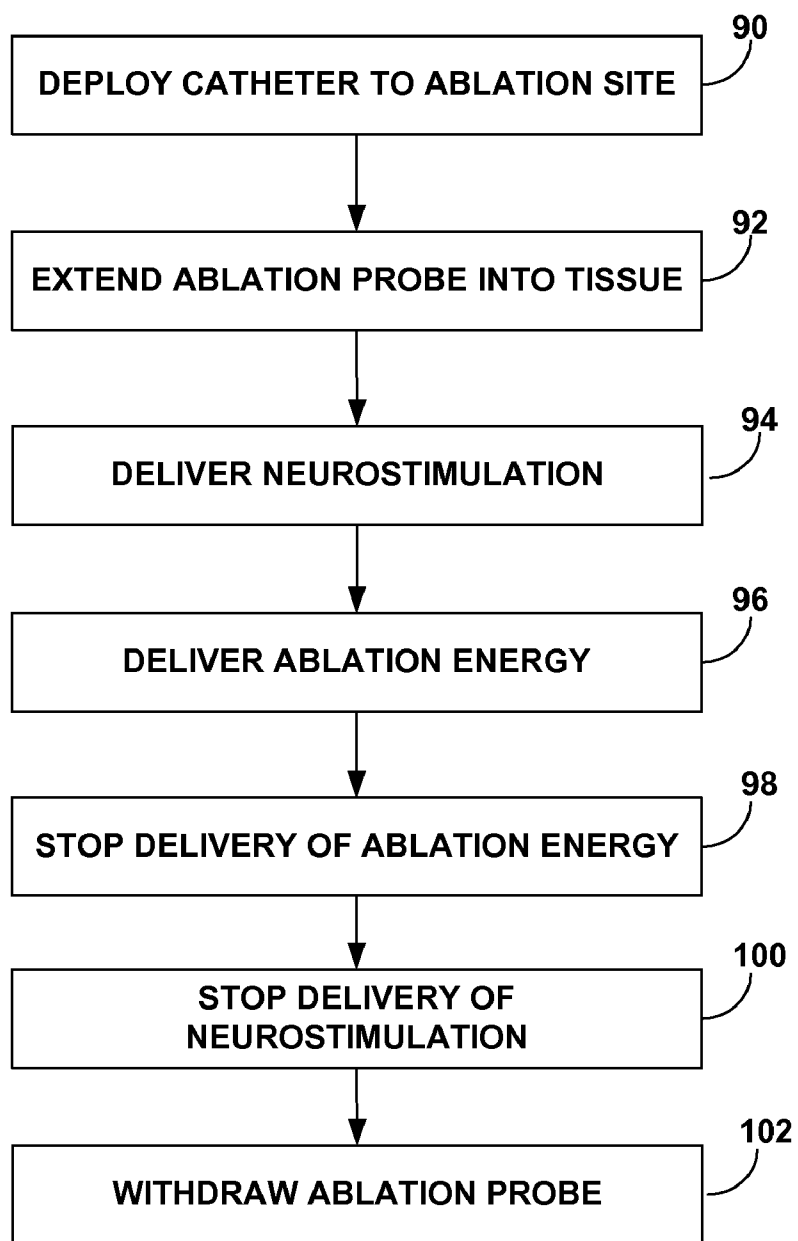 90
DEPLOY CATHETER TO ABLATION SITE
92
EXTEND ABLATION PROBE INTO TISSUE
94
DELIVER NEUROSTIMULATION
96
DELIVER ABLATION ENERGY
98
STOP DELIVERY OF ABLATION ENERGY
100
STOP DELIVERY OF
NEUROSTIMULATION
102
WITHDRAW ABLATION PROBE